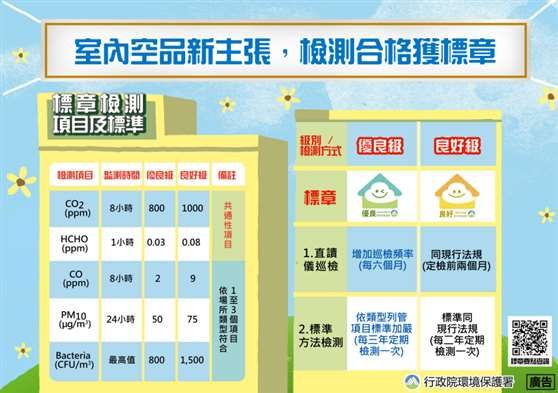 室內空品新主張，檢測合格獲標章
標章檢測
項目及標準
檢測項目 監測時間 優良級 良好級 備註
CO2
(ppm) 8小時 800 1000
HCHO
(ppm) 1小時 0.03 0.08
共通性項目
CO
(ppm) 8小時 2 9
PM10
(μg/m³) 24小時 50 75
Bacteria
(CFU/m³) 最高值 800 1,500
1至3個項目
依場所類型符合
級別/
檢測方式 優良級 良好級
標章 優良 良好
1.直讀
儀巡檢
增加巡檢頻率
(每六個月)
同現行法規
(定檢前兩個月)
2.標準
方法檢測
依類型列管
項目標準加嚴
(每三年定期
檢測一次)
標準同
現行法規
(每二年定期
檢測一次)
行政院環境保護署
廣告